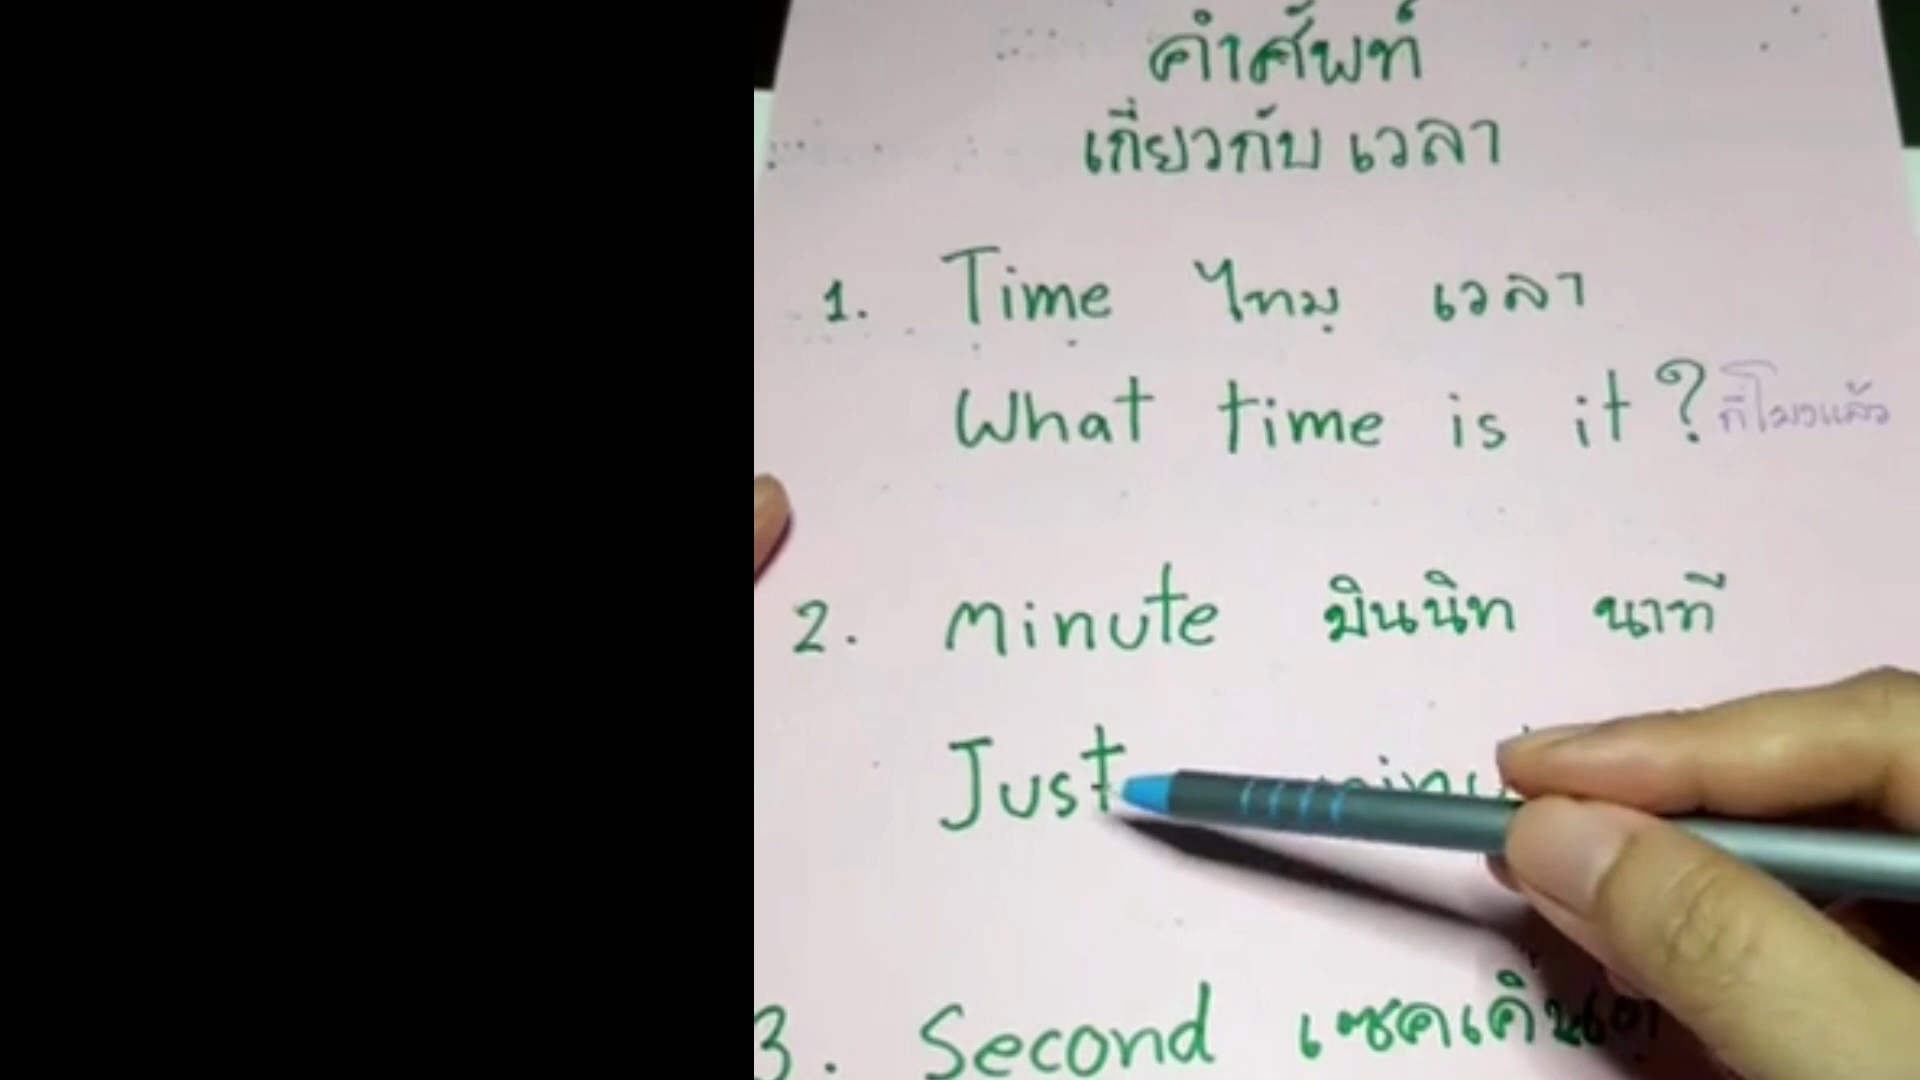 คำศัพท์
เกี่ยวกับ เวลา
1. Time ไทมฺ เวลา
What time is it? กี่โมงแล้ว
2. minute มินนิท นาที
Just
3. Second เซคเคินดฺ